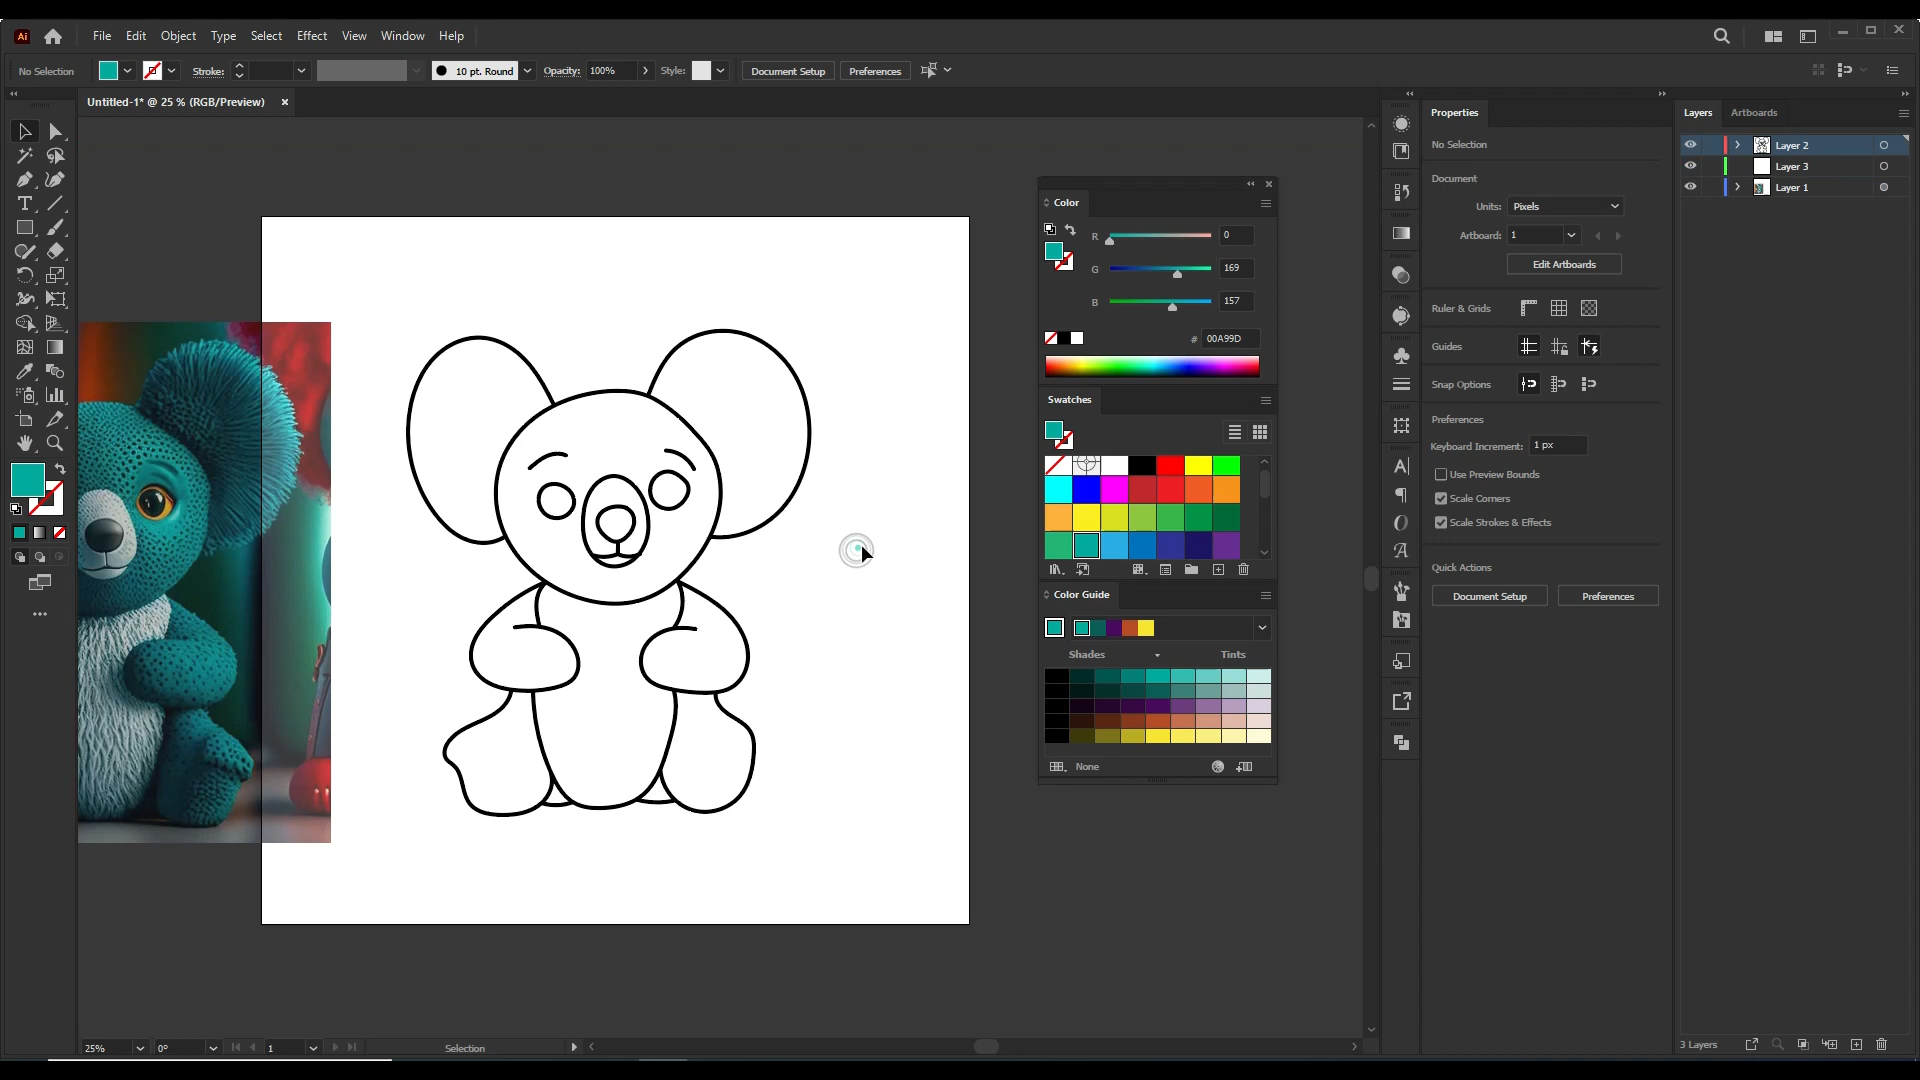 Ai File Edit Object Type Select Effect View Window Help
No Selection Stroke: 10 pt. Round Opacity: 100% Style: Document Setup Preferences
Untitled-1* @ 25 % (RGB/Preview) ×
Color
R 0
G 169
B 157
# 00A99D
Swatches
Color Guide
Shades Tints
None
Properties
No Selection
Document
Units: Pixels
Artboard: 1
Edit Artboards
Ruler & Grids
Guides
Snap Options
Preferences
Keyboard Increment: 1 px
Use Preview Bounds
Scale Corners
Scale Strokes & Effects
Quick Actions
Document Setup Preferences
Layers Artboards
Layer 2
Layer 3
Layer 1
3 Layers
25% 0° 1 Selection